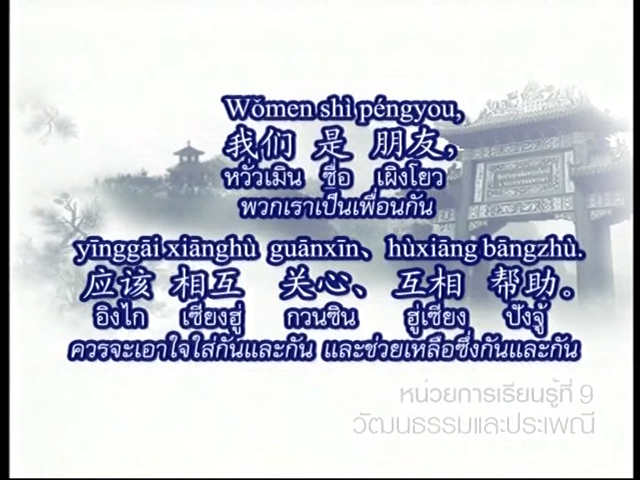 Wǒmen shì péngyou,
我们 是 朋友,
หวั่วเมิน ซื่อ เผิงโยว
พวกเราเป็นเพื่อนกัน
yīnggāi xiānghù guānxīn、hùxiāng bāngzhù.
应该 相互 关心、互相 帮助。
อิงไก เซียงฮู่ กวนซิน ฮู่เซียง ปังจู้
ควรจะเอาใจใส่กันและกัน และช่วยเหลือซึ่งกันและกัน
หน่วยการเรียนรู้ที่ 9
วัฒนธรรมและประเพณี